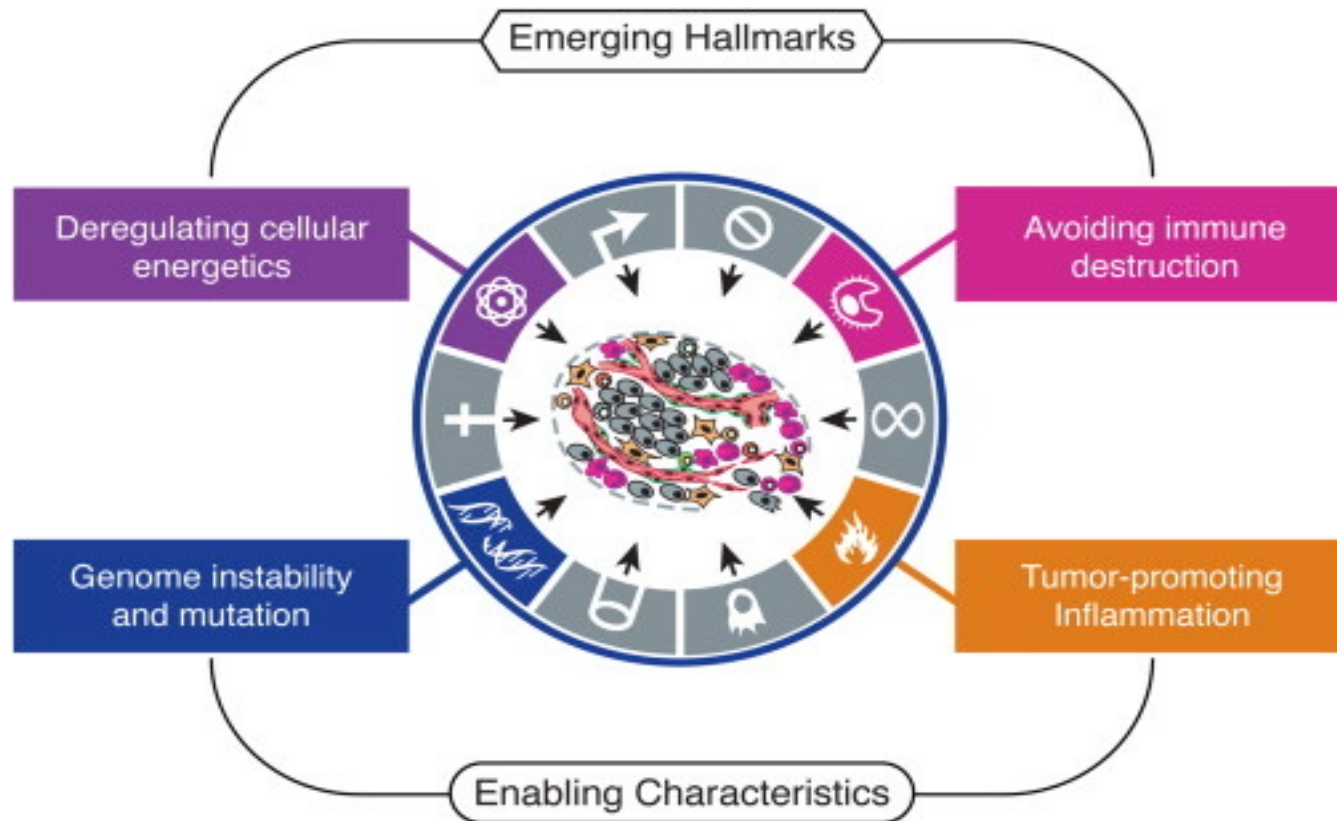 Emerging Hallmarks
Deregulating cellular
energetics
Avoiding immune
destruction
Genome instability
and mutation
Tumor-promoting
Inflammation
Enabling Characteristics